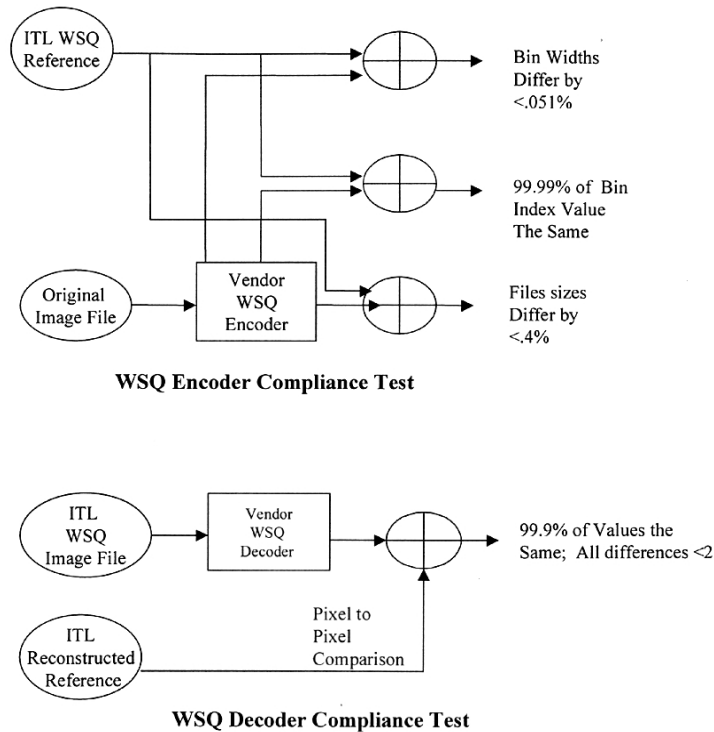 ITL WSQ
Reference
Bin Widths
Differ by
<.051%
99.99% of Bin
Index Value
The Same
Original
Image File
Vendor
WSQ
Encoder
Files sizes
Differ by
<.4%
WSQ Encoder Compliance Test
ITL
WSQ
Image File
Vendor
WSQ
Decoder
99.9% of Values the
Same; All differences <2
Pixel to
Pixel
Comparison
ITL
Reconstructed
Reference
WSQ Decoder Compliance Test